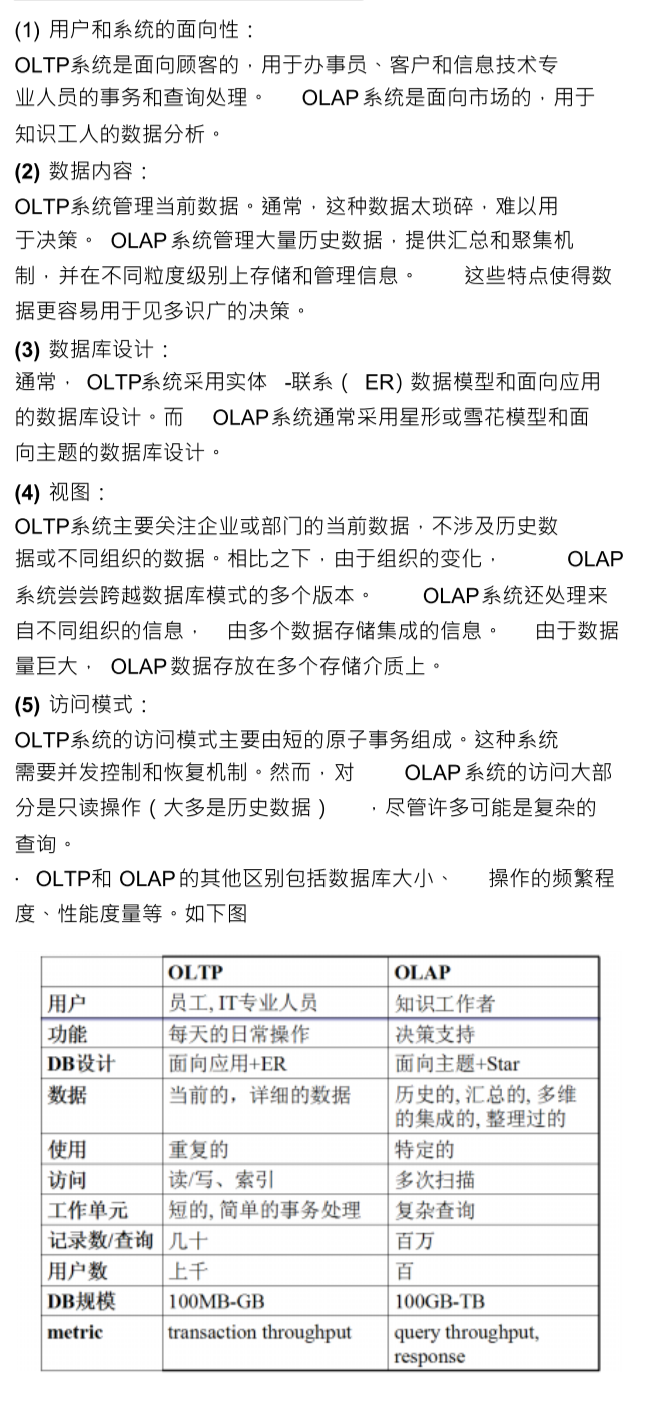 (1) 用户和系统的面向性：
OLTP系统是面向顾客的，用于办事员、客户和信息技术专
业人员的事务和查询处理。 OLAP系统是面向市场的，用于
知识工人的数据分析。
(2) 数据内容：
OLTP系统管理当前数据。通常，这种数据太琐碎，难以用
于决策。 OLAP系统管理大量历史数据，提供汇总和聚集机
制，并在不同粒度级别上存储和管理信息。 这些特点使得数
据更容易用于见多识广的决策。
(3) 数据库设计：
通常， OLTP系统采用实体 -联系（ ER) 数据模型和面向应用
的数据库设计。而 OLAP系统通常采用星形或雪花模型和面
向主题的数据库设计。
(4) 视图：
OLTP系统主要关注企业或部门的当前数据，不涉及历史数
据或不同组织的数据。相比之下，由于组织的变化， OLAP
系统尝尝跨越数据库模式的多个版本。 OLAP系统还处理来
自不同组织的信息， 由多个数据存储集成的信息。 由于数据
量巨大， OLAP数据存放在多个存储介质上。
(5) 访问模式：
OLTP系统的访问模式主要由短的原子事务组成。这种系统
需要并发控制和恢复机制。然而，对 OLAP系统的访问大部
分是只读操作（大多是历史数据） ，尽管许多可能是复杂的
查询。
· OLTP和 OLAP的其他区别包括数据库大小、 操作的频繁程
度、性能度量等。如下图
OLTP OLAP
用户 员工, IT专业人员 知识工作者
功能 每天的日常操作 决策支持
DB设计 面向应用+ER 面向主题+Star
数据 当前的，详细的数据 历史的, 汇总的, 多维
的集成的, 整理过的
使用 重复的 特定的
访问 读/写、索引 多次扫描
工作单元 短的, 简单的事务处理 复杂查询
记录数/查询 几十 百万
用户数 上千 百
DB规模 100MB-GB 100GB-TB
metric transaction throughput query throughput,
response